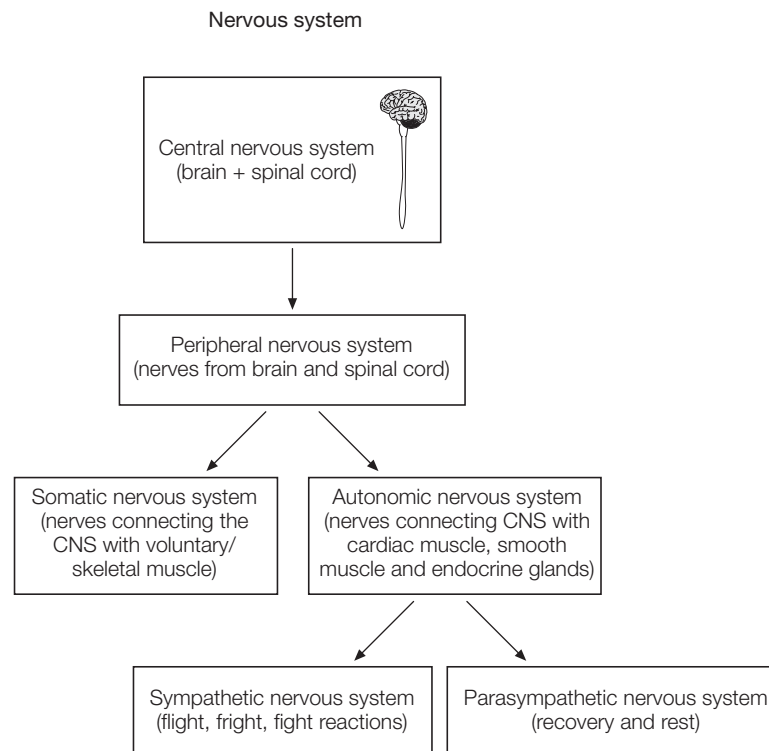 Nervous system
Central nervous system
(brain + spinal cord)
Peripheral nervous system
(nerves from brain and spinal cord)
Somatic nervous system
(nerves connecting the
CNS with voluntary/
skeletal muscle)
Autonomic nervous system
(nerves connecting CNS with
cardiac muscle, smooth
muscle and endocrine glands)
Sympathetic nervous system
(flight, fright, fight reactions)
Parasympathetic nervous system
(recovery and rest)